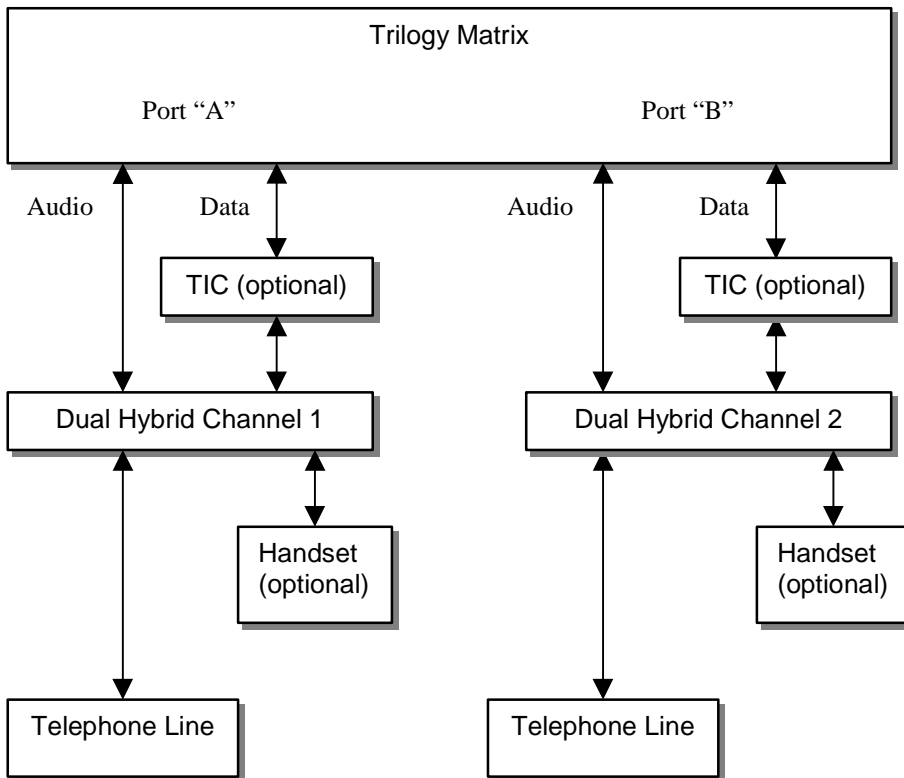 Trilogy Matrix
Port “A”
Port “B”
Audio
Data
Audio
Data
TIC (optional)
TIC (optional)
Dual Hybrid Channel 1
Dual Hybrid Channel 2
Handset
(optional)
Handset
(optional)
Telephone Line
Telephone Line